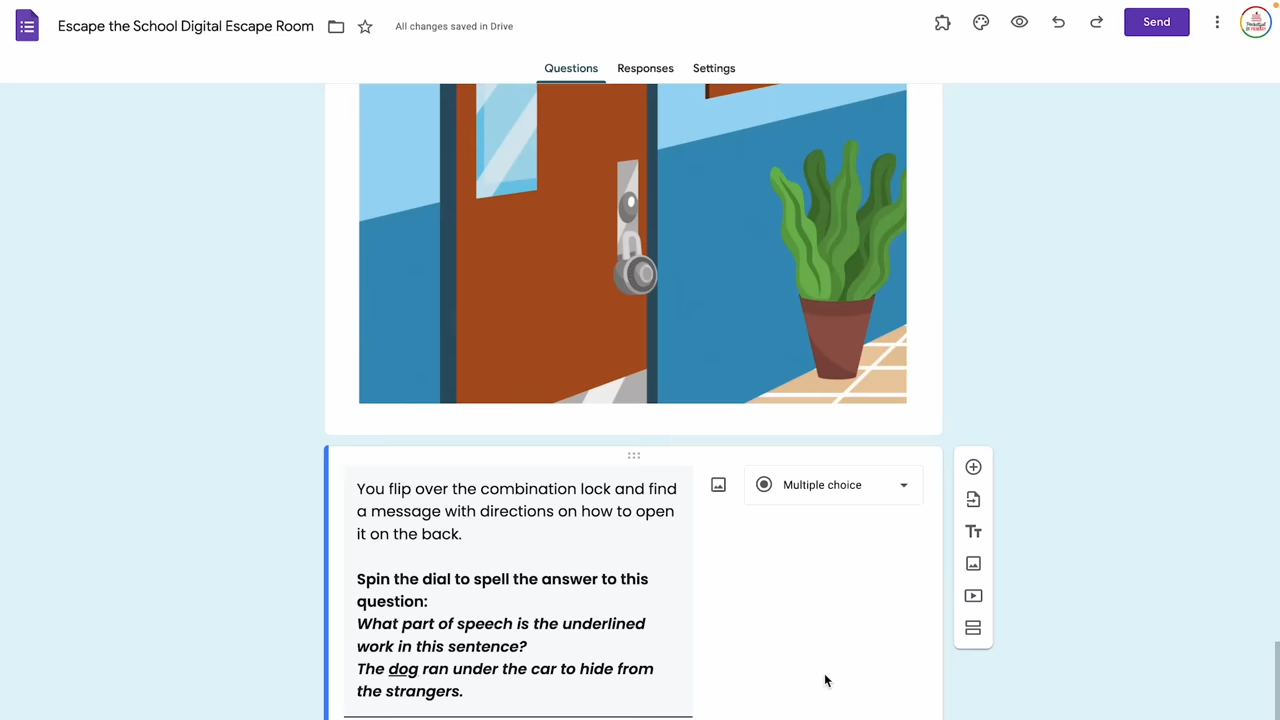 Escape the School Digital Escape Room
All changes saved in Drive
Send
Questions
Responses
Settings
You flip over the combination lock and find
a message with directions on how to open
it on the back.
Spin the dial to spell the answer to this
question:
What part of speech is the underlined
work in this sentence?
The dog ran under the car to hide from
the strangers.
Multiple choice
Tт